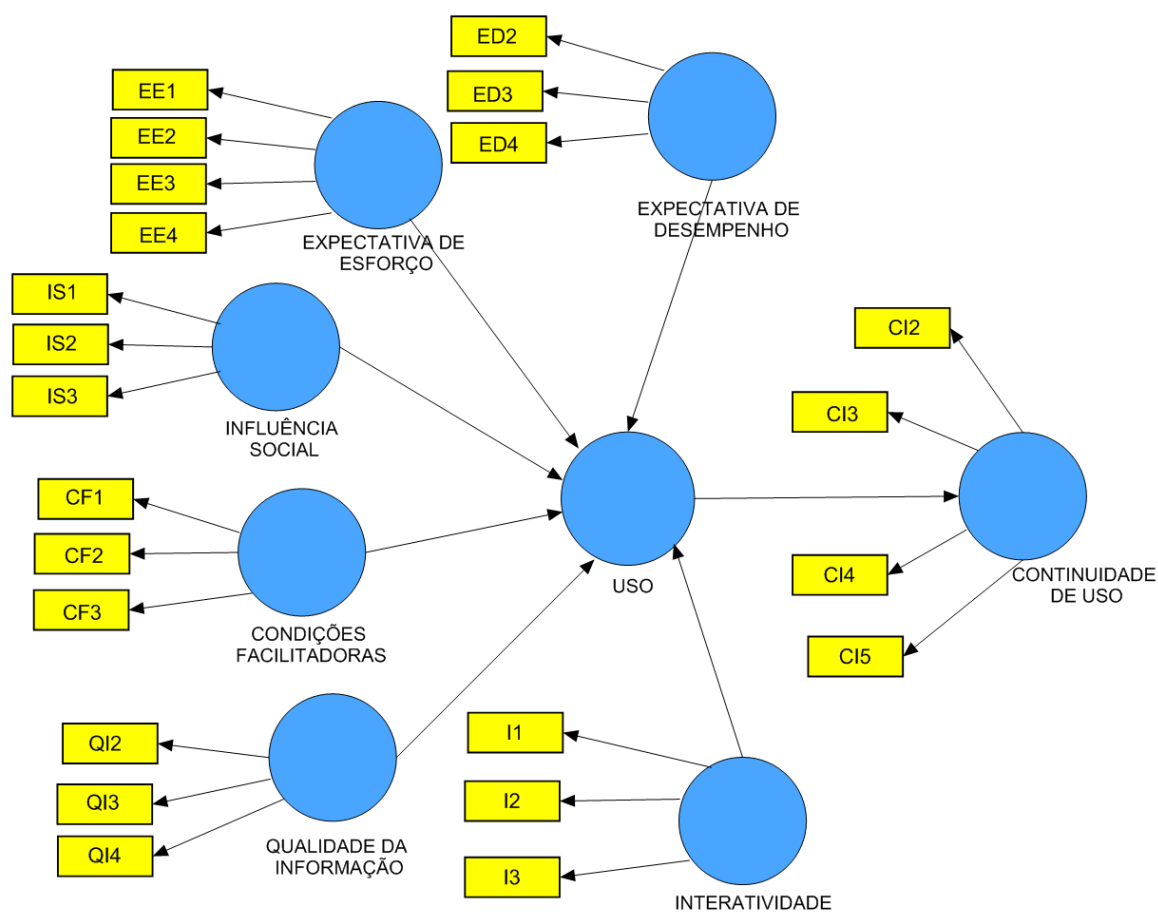 ED2
ED3
ED4
EXPECTATIVA DE
DESEMPENHO
EE1
EE2
EE3
EE4
EXPECTATIVA DE
ESFORÇO
IS1
IS2
IS3
INFLUÊNCIA
SOCIAL
CF1
CF2
CF3
CONDIÇÕES
FACILITADORAS
QI2
QI3
QI4
QUALIDADE DA
INFORMAÇÃO
I1
I2
I3
INTERATIVIDADE
USO
CI2
CI3
CI4
CI5
CONTINUIDADE
DE USO